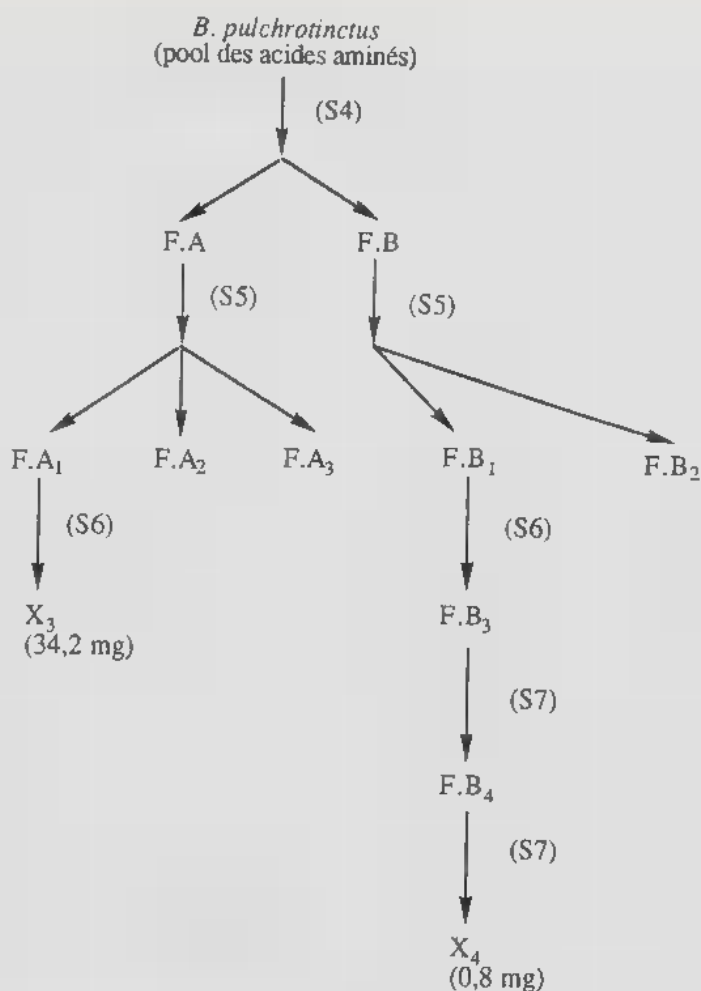 B. pulchrotinctus
(pool des acides aminés)
(S4)
F.A F.B
(S5) (S5)
F.A₁ F.A₂ F.A₃ F.B₁ F.B₂
(S6) (S6)
X₃ F.B₃
(34,2 mg)
(S7)
F.B₄
(S7)
X₄
(0,8 mg)